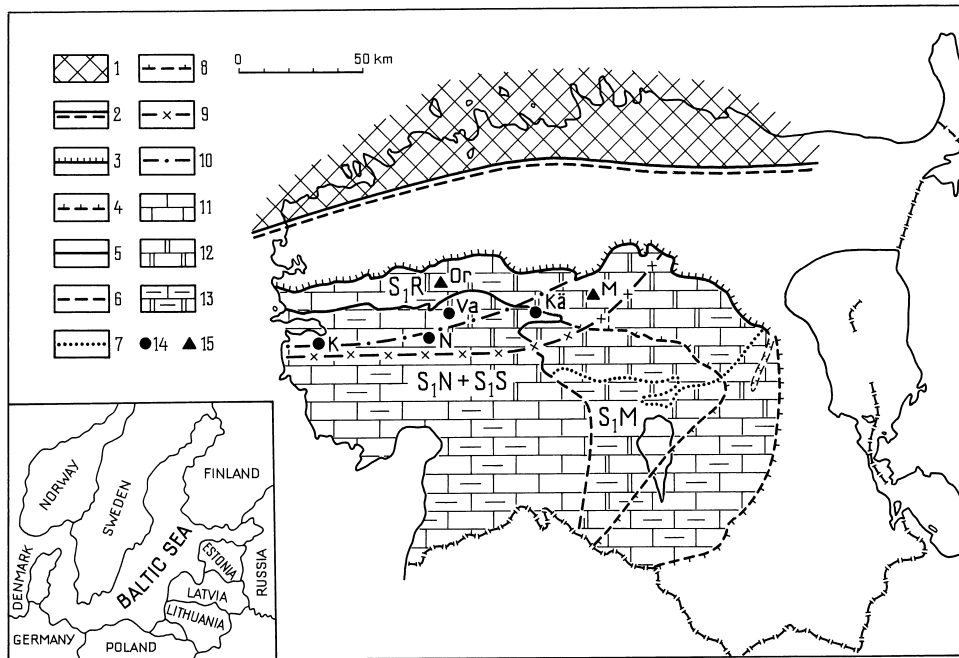 0 50 km
1 8
2 9
3 10
4 11
5 12
6 13
7 14 15
Or
S₁R
M
Va
Kä
K
N
S₁N+S₁S
S₁M
NORWAY
SWEDEN
FINLAND
BALTIC SEA
ESTONIA
RUSSIA
DENMARK
LATVIA
LITHUANIA
GERMANY
POLAND